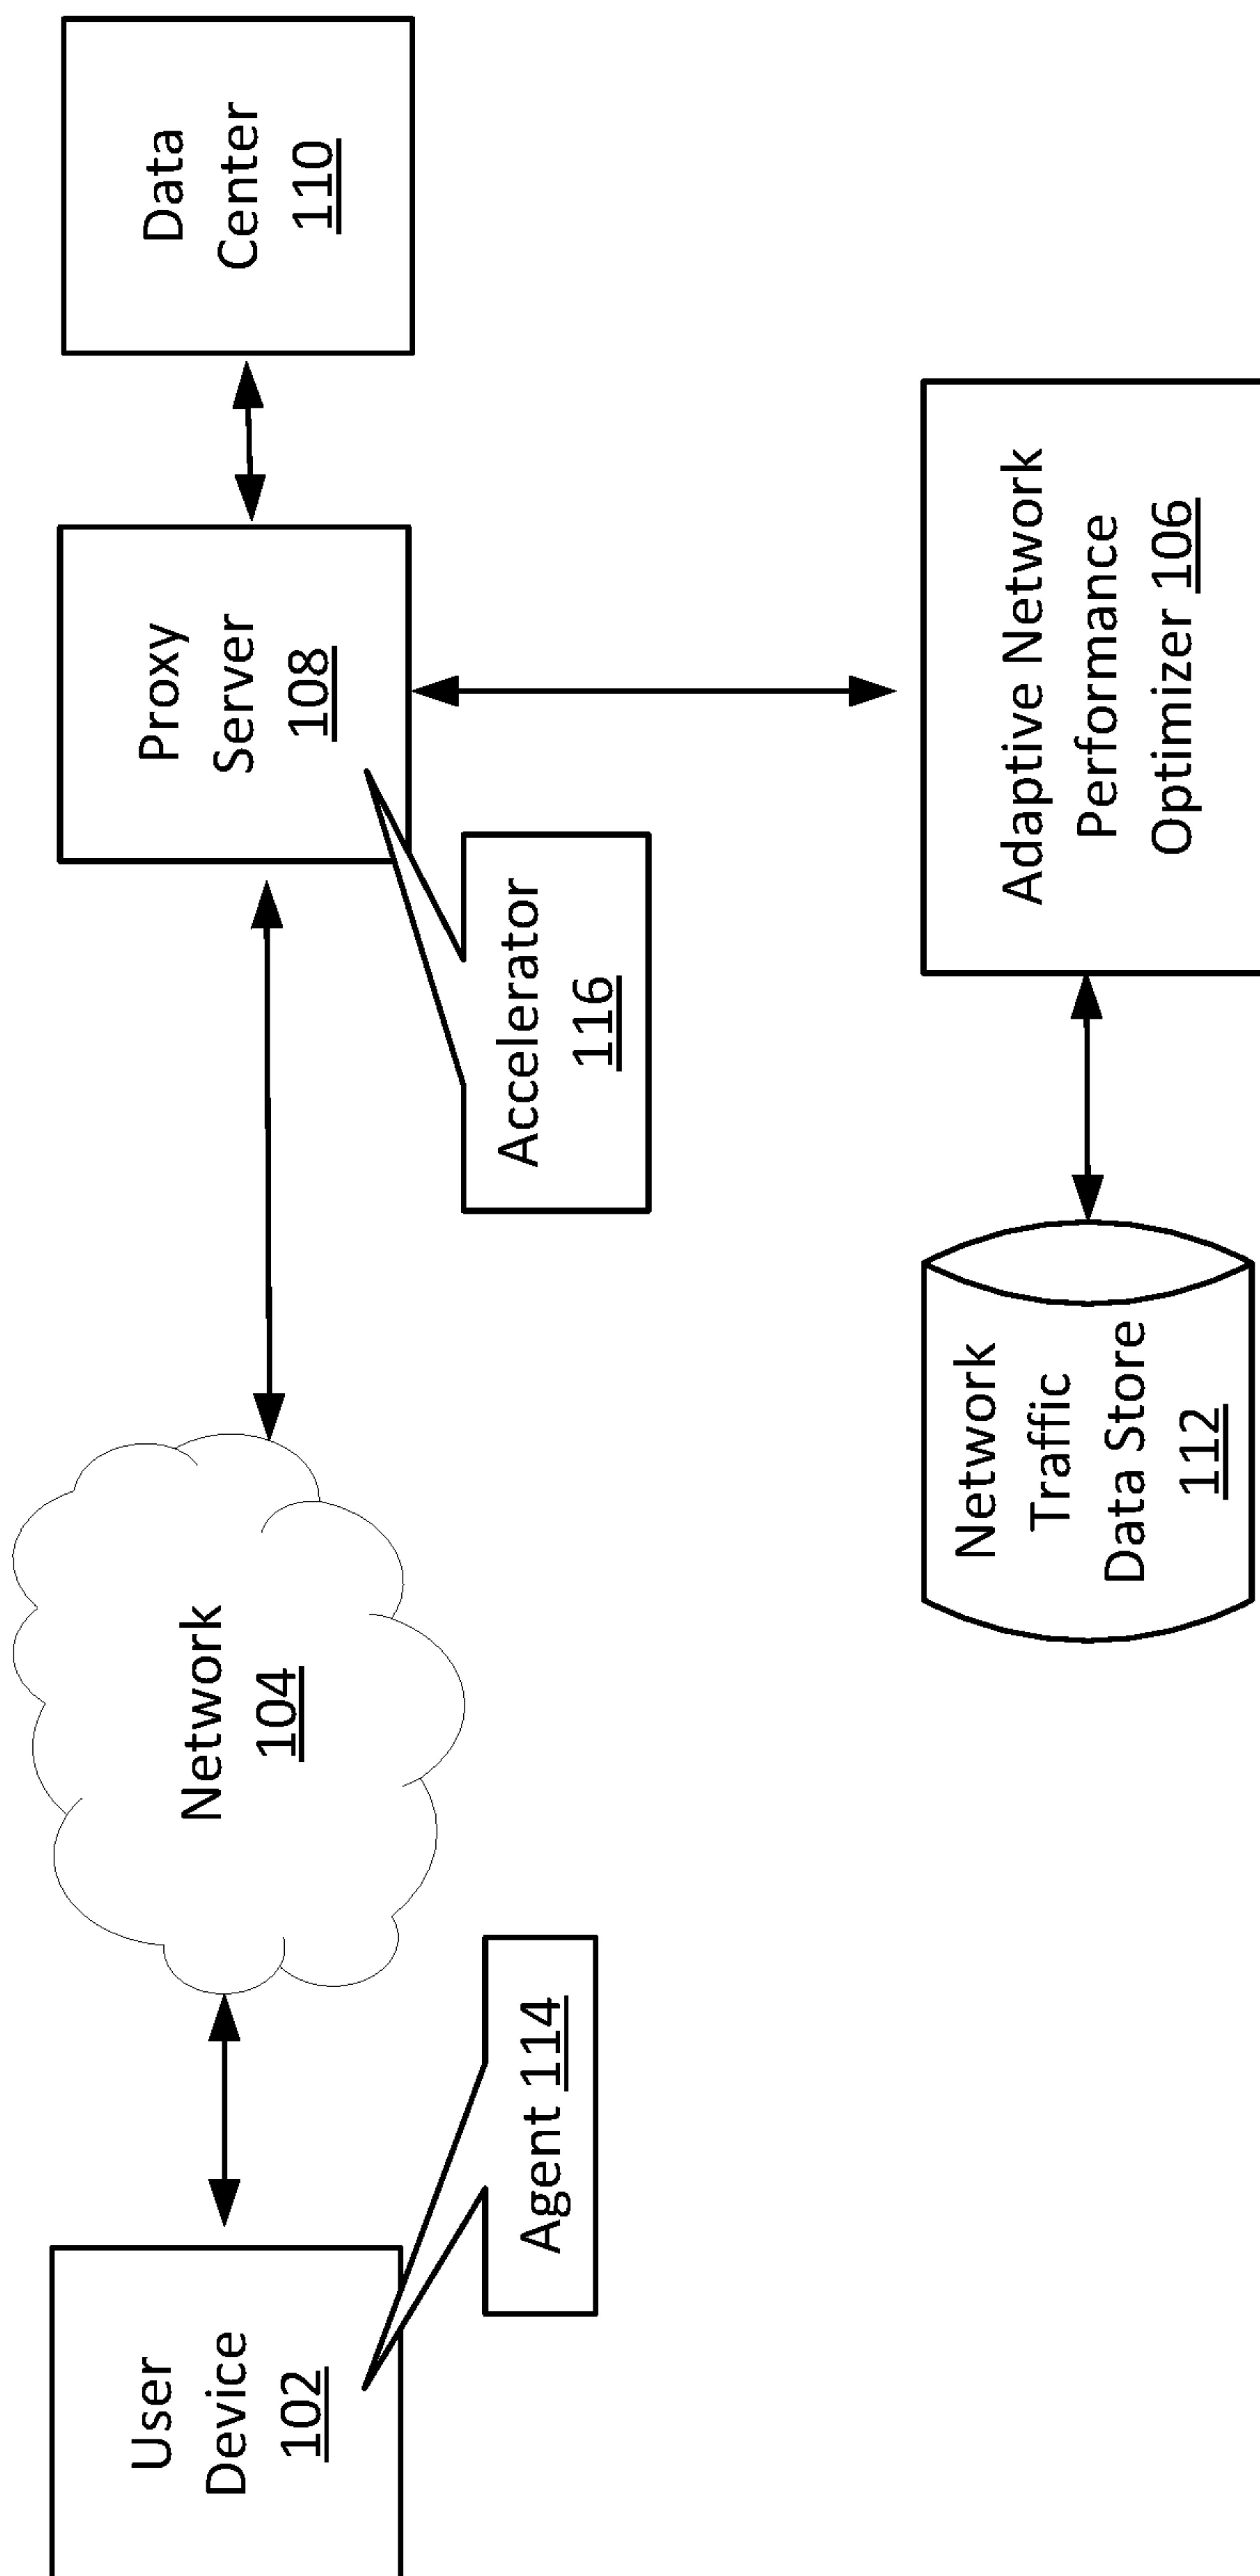 User
Device
102
Agent 114
Network
104
Accelerator
116
Proxy
Server
108
Data
Center
110
Network
Traffic
Data Store
112
Adaptive Network
Performance
Optimizer 106